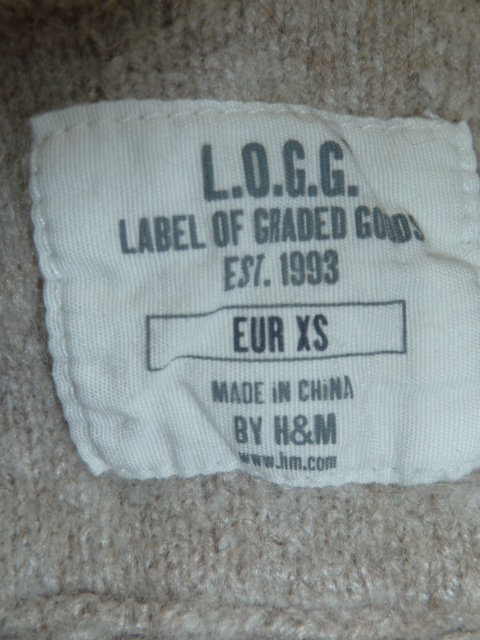 L.O.G.G.
LABEL OF GRADED GOODS
EST. 1993
EUR XS
MADE IN CHINA
BY H&M
www.hm.com